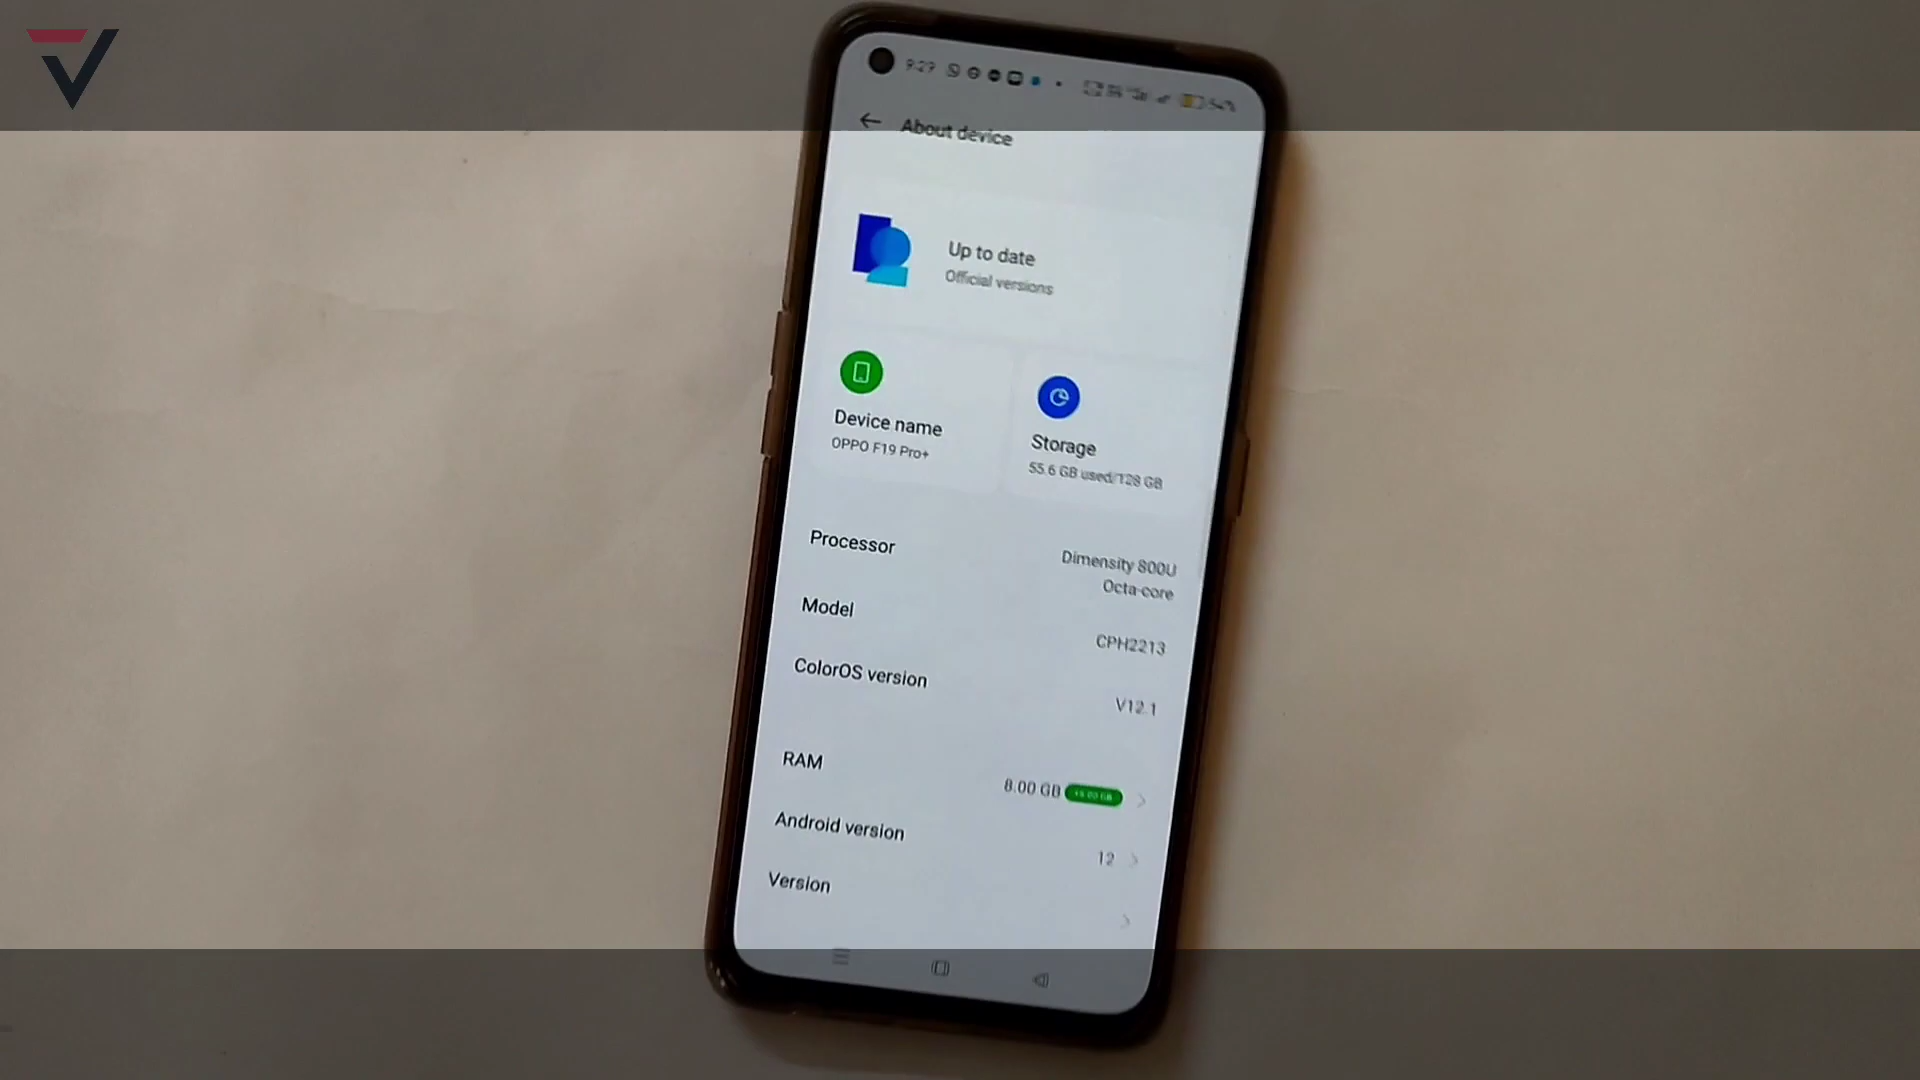 9:29
About device
Up to date
Official versions
Device name
OPPO F19 Pro+
Storage
55.6 GB used/128 GB
Processor
Dimensity 800U
Octa-core
Model
CPH2213
ColorOS version
V12.1
RAM
8.00 GB
Android version
12
Version